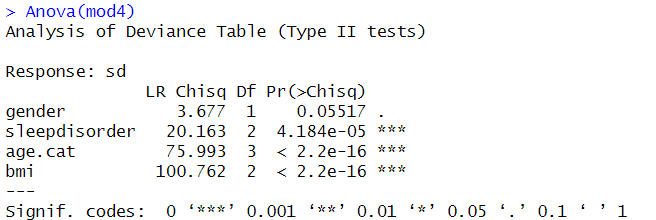 > Anova(mod4)
Analysis of Deviance Table (Type II tests)
Response: sd
LR Chisq Df Pr(>Chisq)
gender 3.677 1 0.05517 .
sleepdisorder 20.163 2 4.184e-05 ***
age.cat 75.993 3 < 2.2e-16 ***
bmi 100.762 2 < 2.2e-16 ***
---
Signif. codes: 0 ‘***’ 0.001 ‘**’ 0.01 ‘*’ 0.05 ‘.’ 0.1 ‘ ’ 1